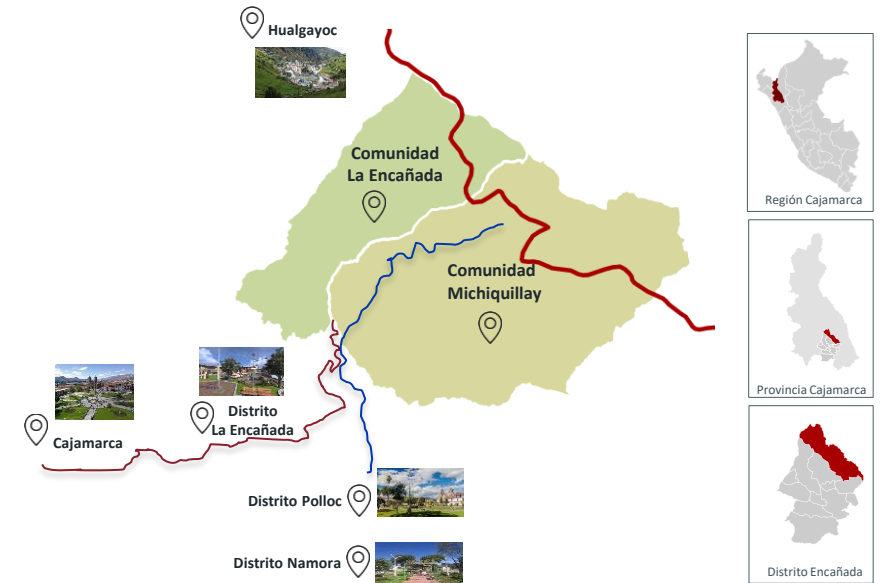 Hualgayoc
Comunidad
La Encañada
Comunidad
Michiquillay
Distrito
La Encañada
Cajamarca
Distrito Polloc
Distrito Namora
Región Cajamarca
Provincia Cajamarca
Distrito Encañada